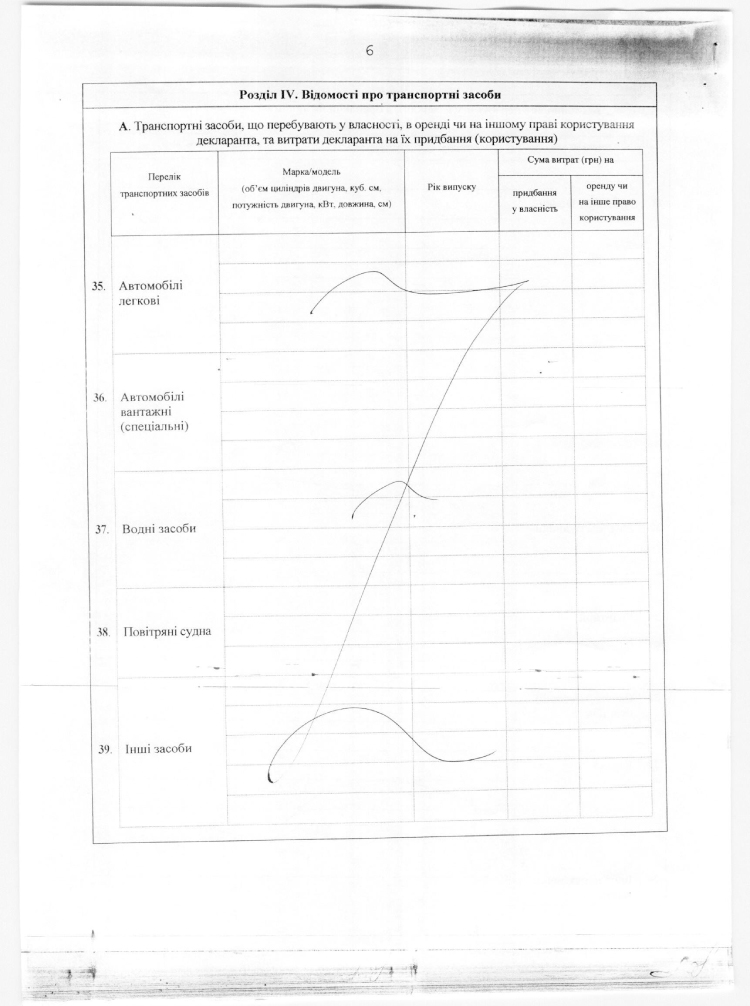 6
Розділ IV. Відомості про транспортні засоби
А. Транспортні засоби, що перебувають у власності, в оренді чи на іншому праві користування
декларанта, та витрати декларанта на їх придбання (користування)
Перелік
транспортних засобів
Марка/модель
(об’єм циліндрів двигуна, куб. см,
потужність двигуна, кВт, довжина, см)
Рік випуску
Сума витрат (грн) на
придбання
у власність
оренду чи
на інше право
користування
35. Автомобілі
легкові
36. Автомобілі
вантажні
(спеціальні)
37. Водні засоби
38. Повітряні судна
39. Інші засоби